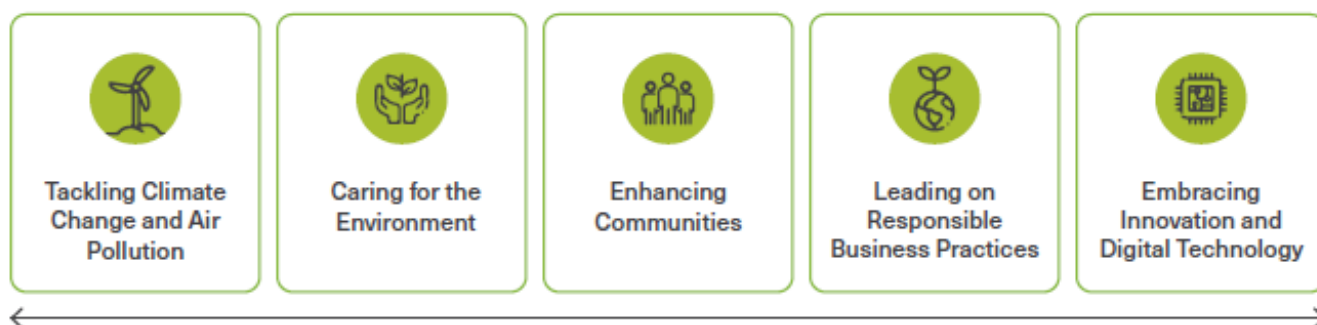 Tackling Climate
Change and Air
Pollution
Caring for the
Environment
Enhancing
Communities
Leading on
Responsible
Business Practices
Embracing
Innovation and
Digital Technology